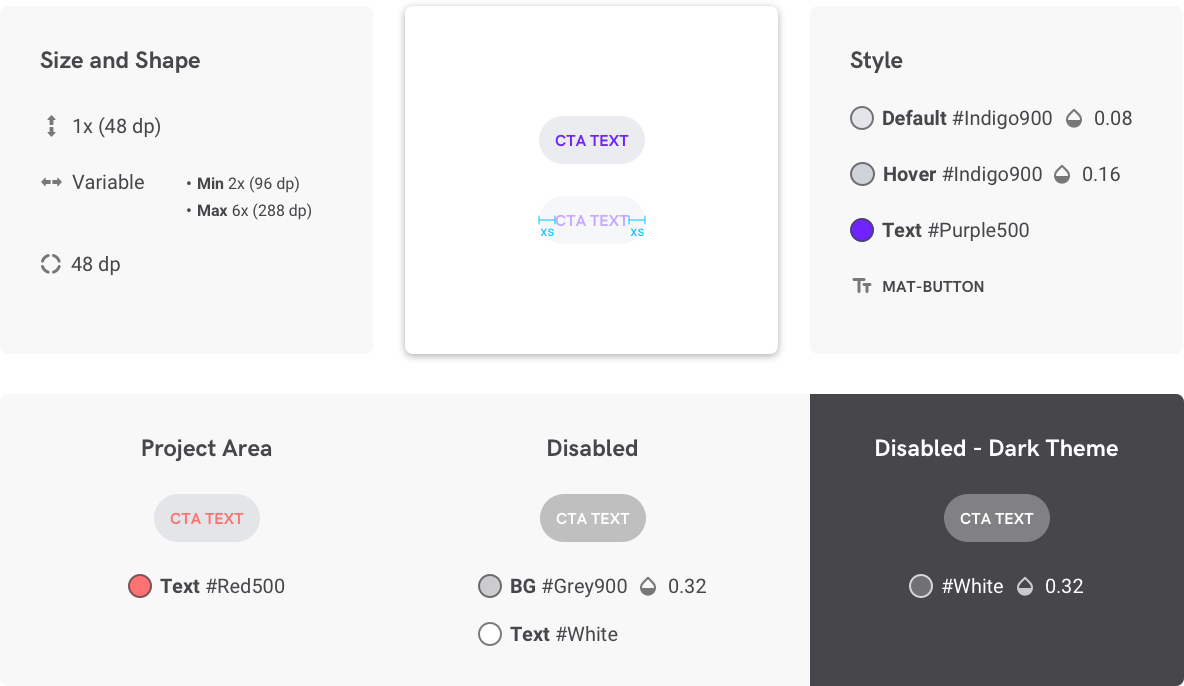 Size and Shape
1x (48 dp)
Variable
• Min 2x (96 dp)
• Max 6x (288 dp)
48 dp
CTA TEXT
CTA TEXT
xs xs
Style
Default #Indigo900 0.08
Hover #Indigo900 0.16
Text #Purple500
Tт MAT-BUTTON
Project Area
CTA TEXT
Text #Red500
Disabled
CTA TEXT
BG #Grey900 0.32
Text #White
Disabled - Dark Theme
CTA TEXT
#White 0.32